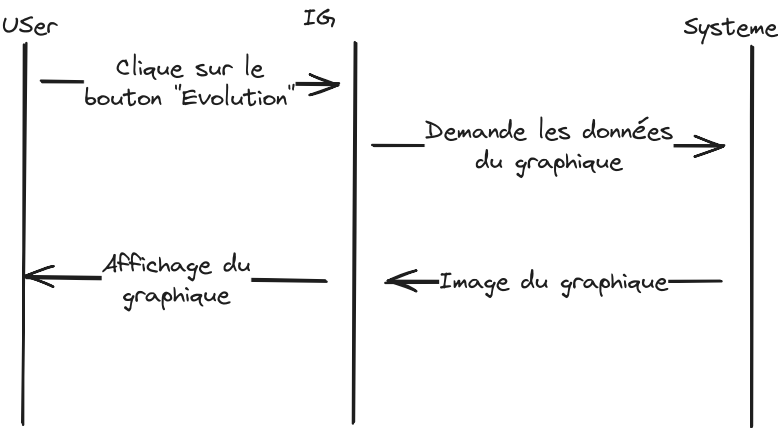 USer
IG
Systeme
Clique sur le
bouton "Evolution"
Demande les données
du graphique
Affichage du
graphique
Image du graphique